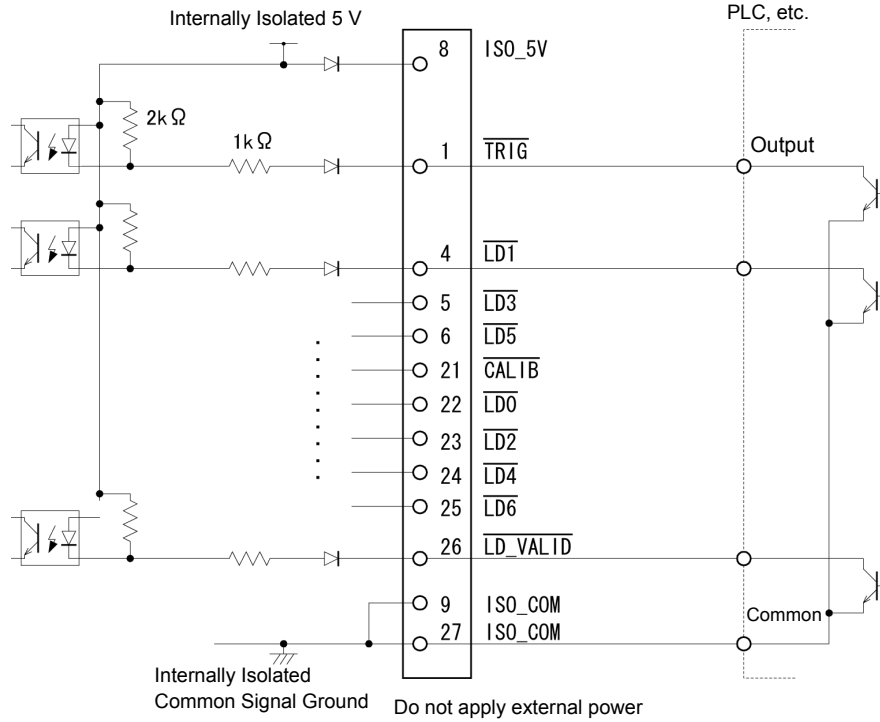 Internally Isolated 5 V
PLC, etc.
8 ISO_5V
2kΩ
1kΩ
1 TRIG
Output
4 LD1
5 LD3
6 LD5
21 CALIB
22 LD0
23 LD2
24 LD4
25 LD6
26 LD_VALID
9 ISO_COM
Common
27 ISO_COM
Internally Isolated
Common Signal Ground
Do not apply external power